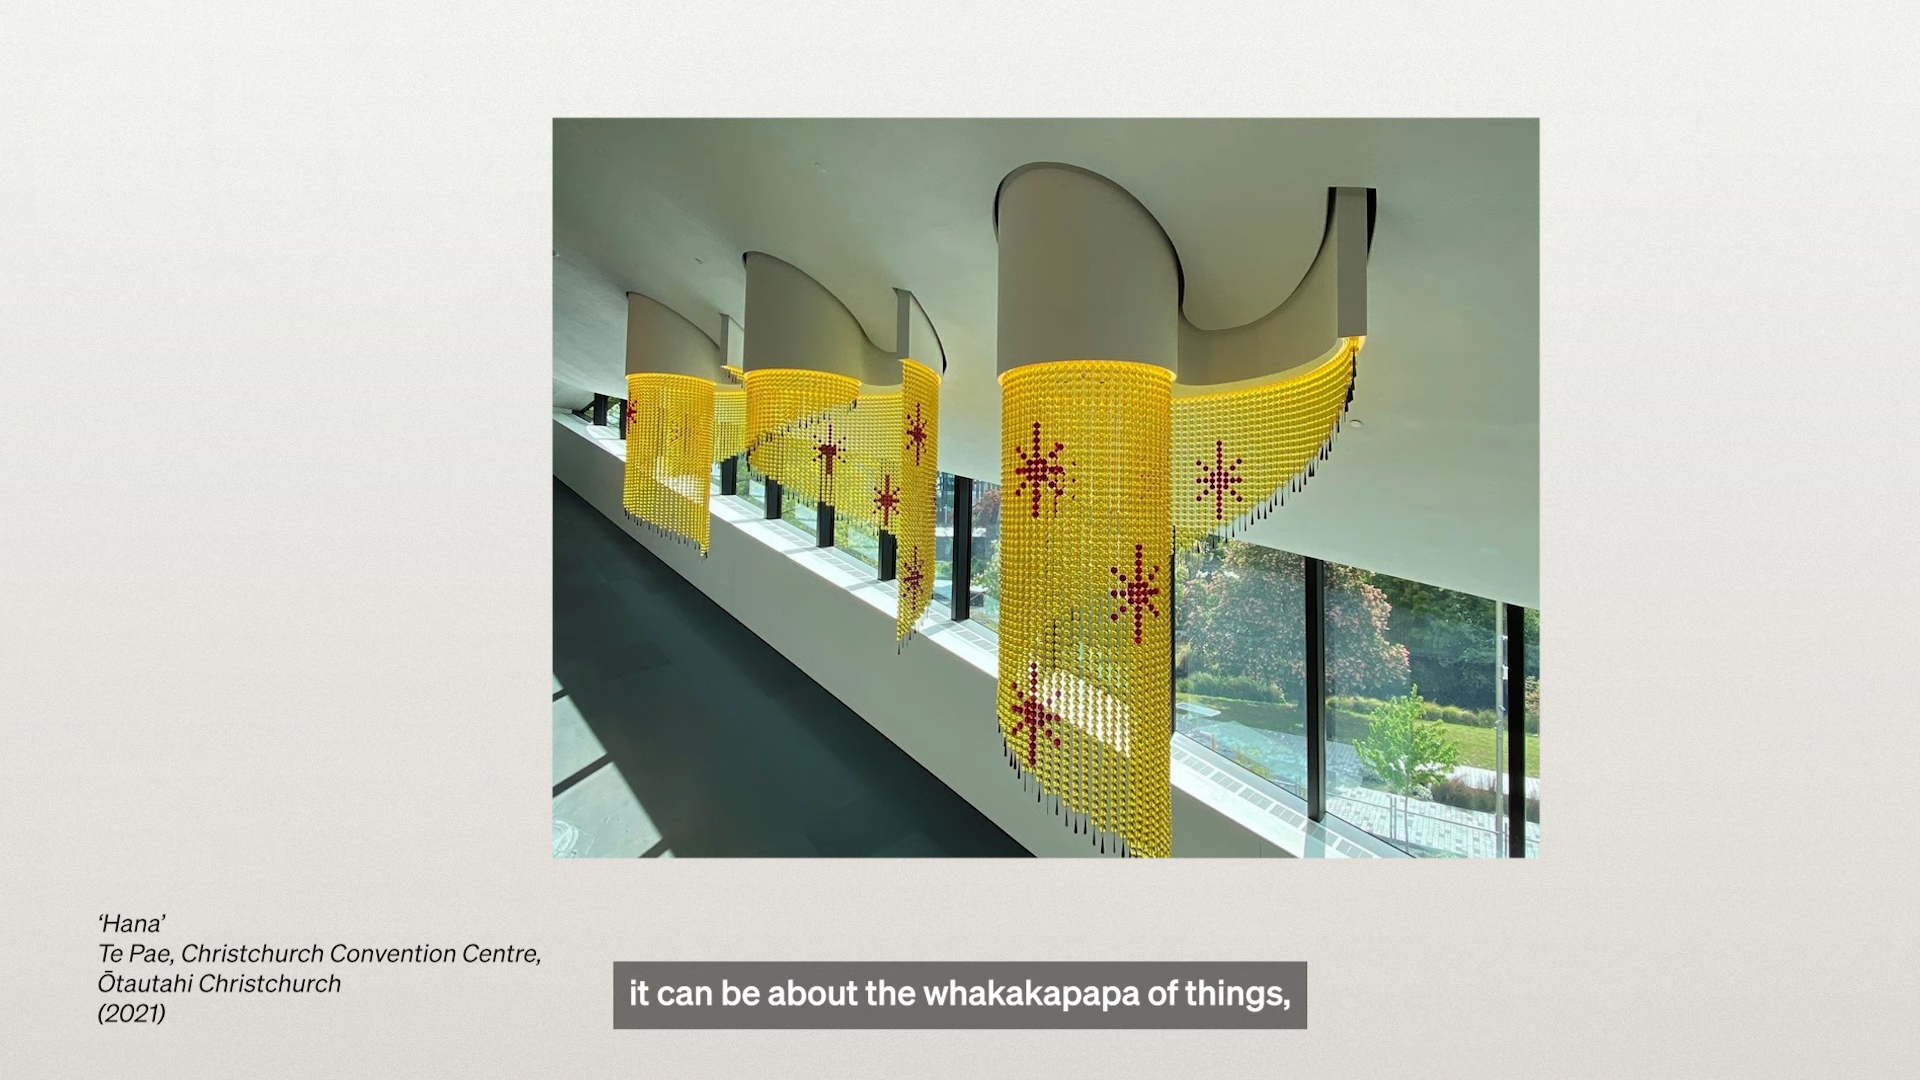 ‘Hana’
Te Pae, Christchurch Convention Centre,
Ōtautahi Christchurch
(2021)
it can be about the whakakapapa of things,